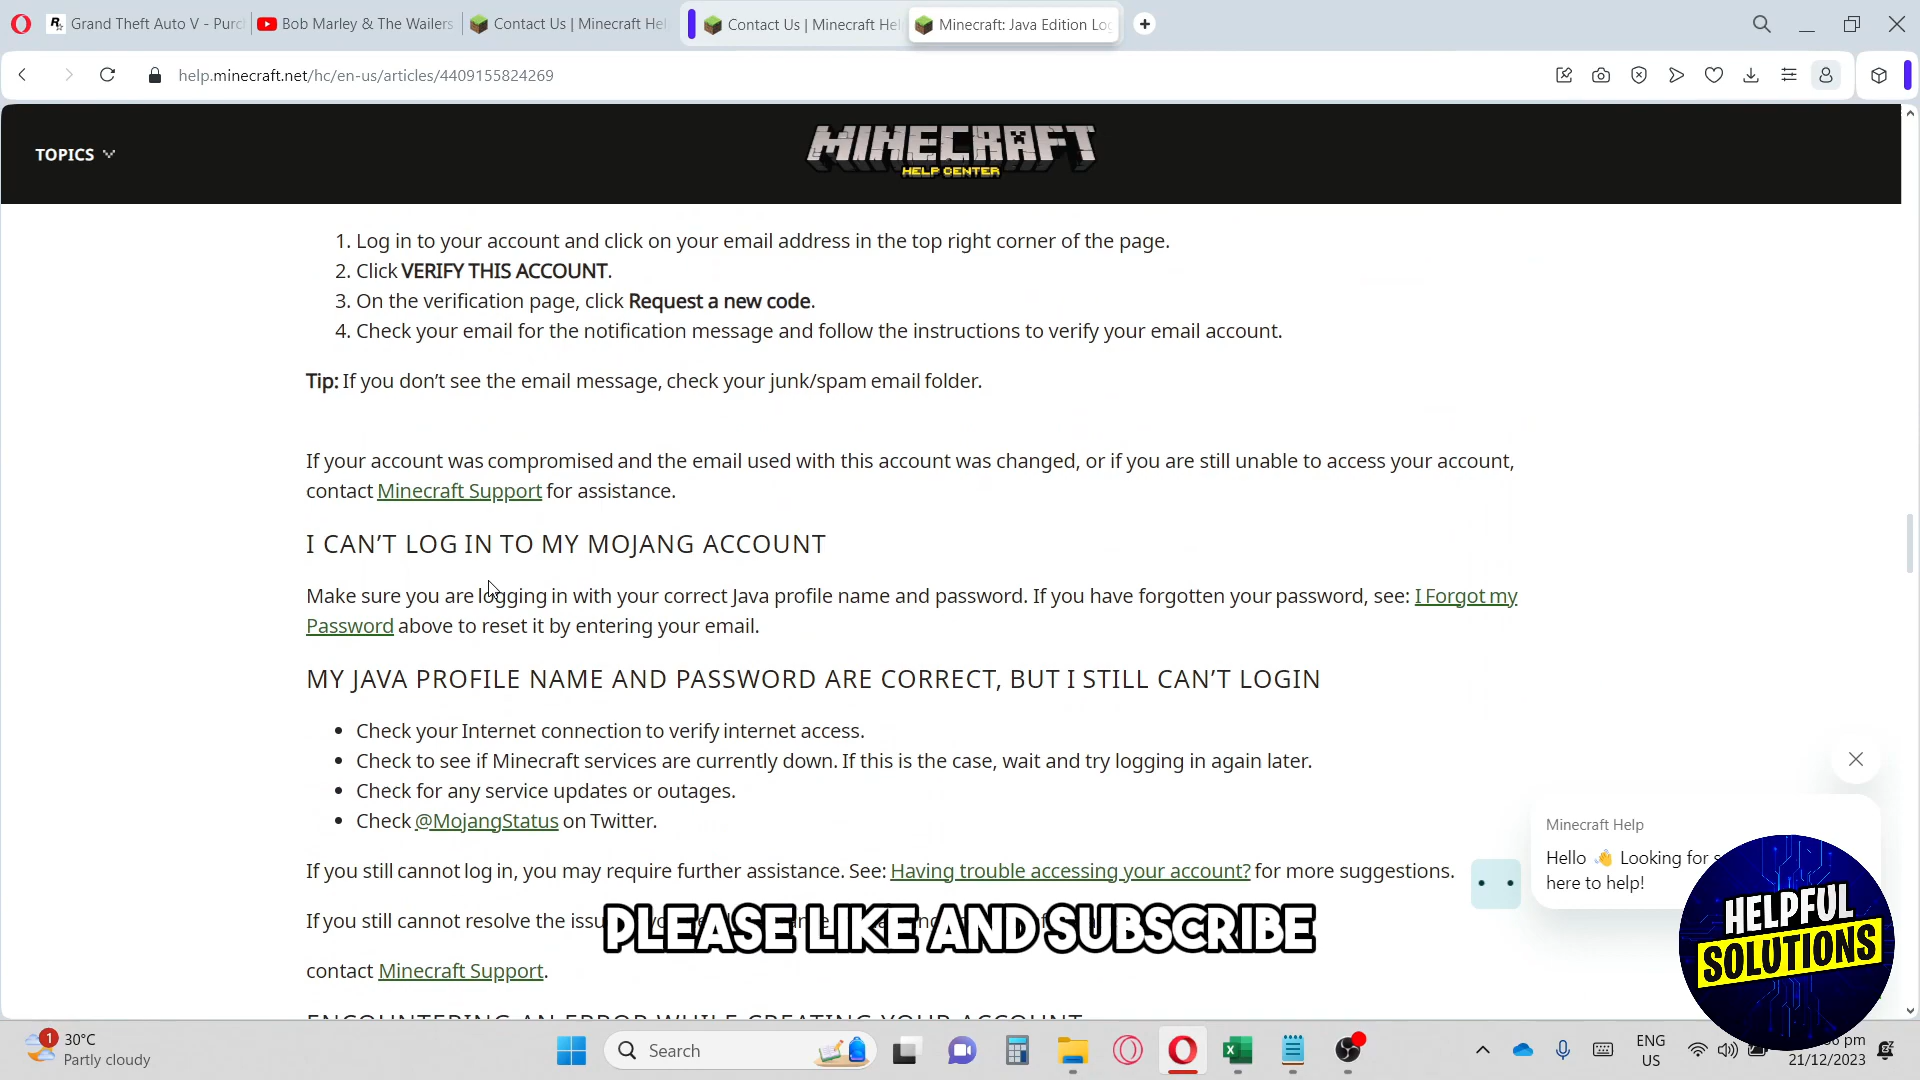 Grand Theft Auto V - Purc
Bob Marley & The Wailers
Contact Us | Minecraft Hel
Contact Us | Minecraft Hel
Minecraft: Java Edition Log
help.minecraft.net/hc/en-us/articles/4409155824269
TOPICS
MINECRAFT
HELP CENTER
1. Log in to your account and click on your email address in the top right corner of the page.
2. Click VERIFY THIS ACCOUNT.
3. On the verification page, click Request a new code.
4. Check your email for the notification message and follow the instructions to verify your email account.
Tip: If you don’t see the email message, check your junk/spam email folder.
If your account was compromised and the email used with this account was changed, or if you are still unable to access your account,
contact Minecraft Support for assistance.
I CAN’T LOG IN TO MY MOJANG ACCOUNT
Make sure you are logging in with your correct Java profile name and password. If you have forgotten your password, see: I Forgot my
Password above to reset it by entering your email.
MY JAVA PROFILE NAME AND PASSWORD ARE CORRECT, BUT I STILL CAN’T LOGIN
• Check your Internet connection to verify internet access.
• Check to see if Minecraft services are currently down. If this is the case, wait and try logging in again later.
• Check for any service updates or outages.
• Check @MojangStatus on Twitter.
If you still cannot log in, you may require further assistance. See: Having trouble accessing your account? for more suggestions.
If you still cannot resolve the
contact Minecraft Support.
ENCOUNTERING AN ERROR WHILE CREATING YOUR ACCOUNT
Minecraft Help
Hello 👋 Looking for
here to help!
PLEASE LIKE AND SUBSCRIBE
HELPFUL
SOLUTIONS
1
30°C
Partly cloudy
Search
ENG
US
pm
21/12/2023